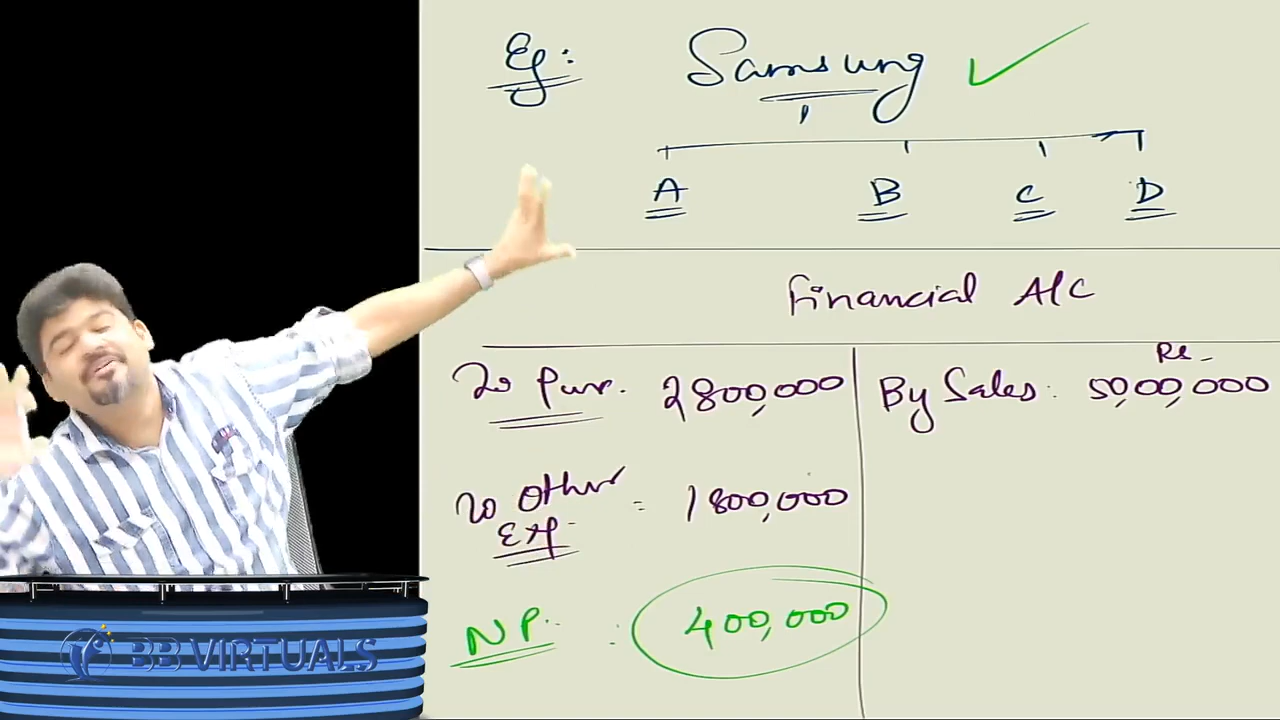 Eg: Samsung
A B C D
Financial A/C
Rs-
To Pur. 2800,000 By Sales: 50,00,000
To Other = 1800,000
Exp.
NP. : 400,000
BB VIRTUALS